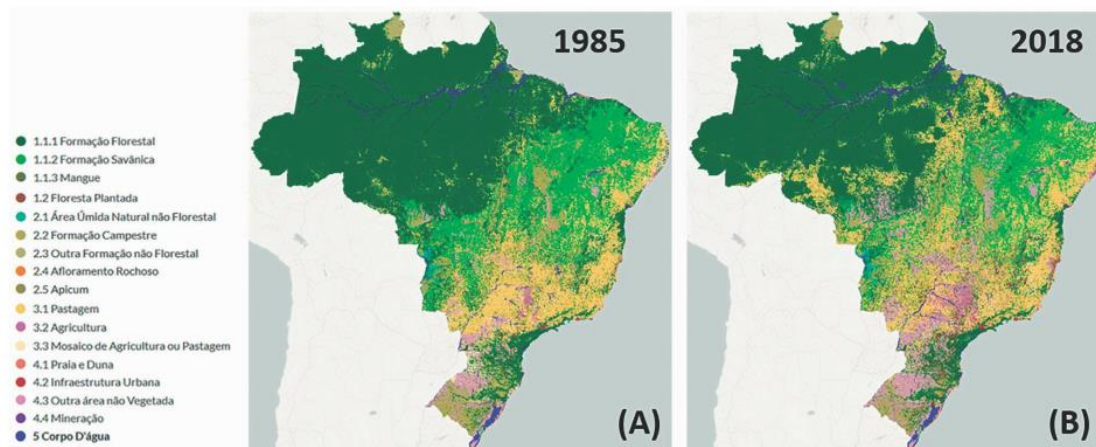 1985
2018
1.1.1 Formação Florestal
1.1.2 Formação Savânica
1.1.3 Mangue
1.2 Floresta Plantada
2.1 Área Úmida Natural não Florestal
2.2 Formação Campestre
2.3 Outra Formação não Florestal
2.4 Afloramento Rochoso
2.5 Apicum
3.1 Pastagem
3.2 Agricultura
3.3 Mosaico de Agricultura ou Pastagem
4.1 Praia e Duna
4.2 Infraestrutura Urbana
4.3 Outra área não Vegetada
4.4 Mineração
5 Corpo D'água
(A)
(B)